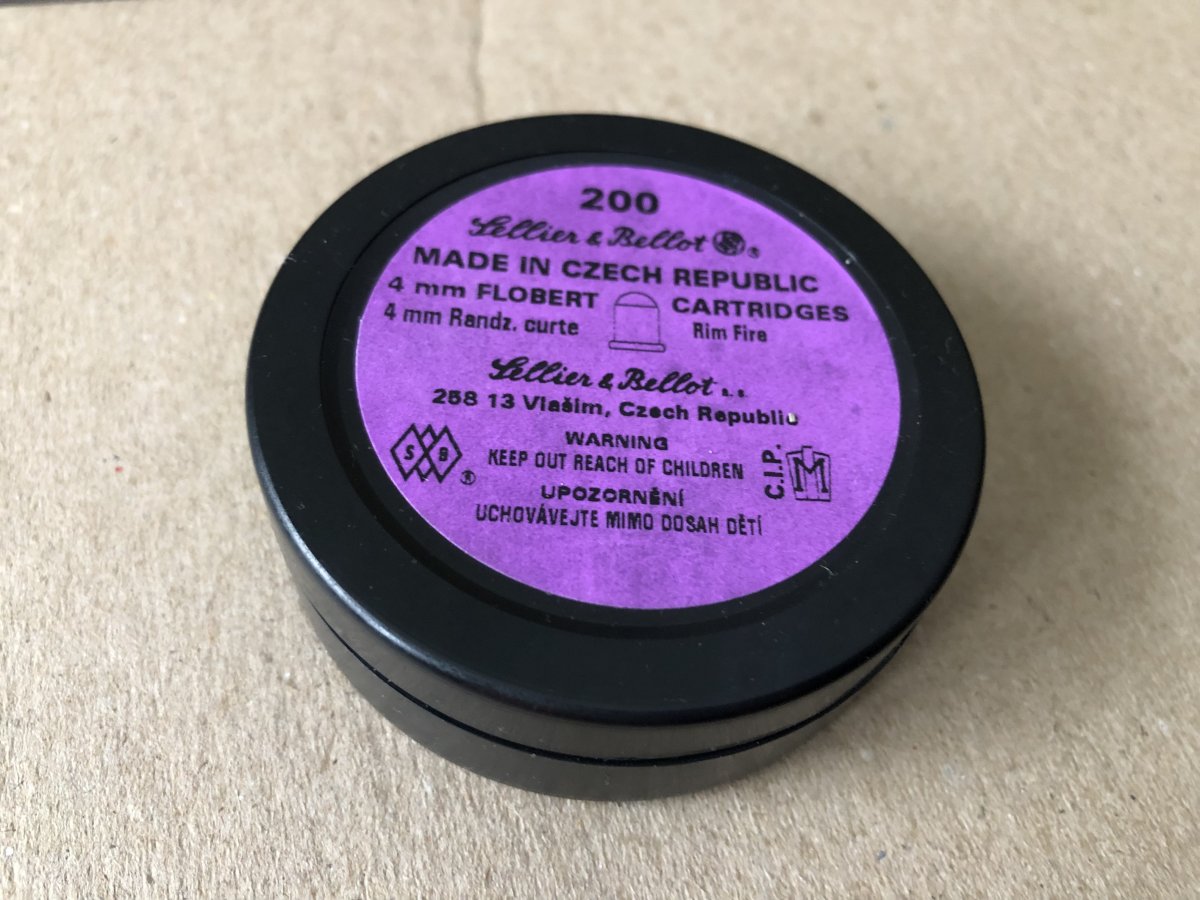 200
Sellier & Bellot ®
MADE IN CZECH REPUBLIC
4 mm FLOBERT CARTRIDGES
4 mm Randz. curte Rim Fire
Sellier & Bellot a. s.
258 13 Vlašim, Czech Republic
WARNING
KEEP OUT REACH OF CHILDREN
S B ®
C.I.P.
M
UPOZORNĚNÍ
UCHOVÁVEJTE MIMO DOSAH DĚTÍ